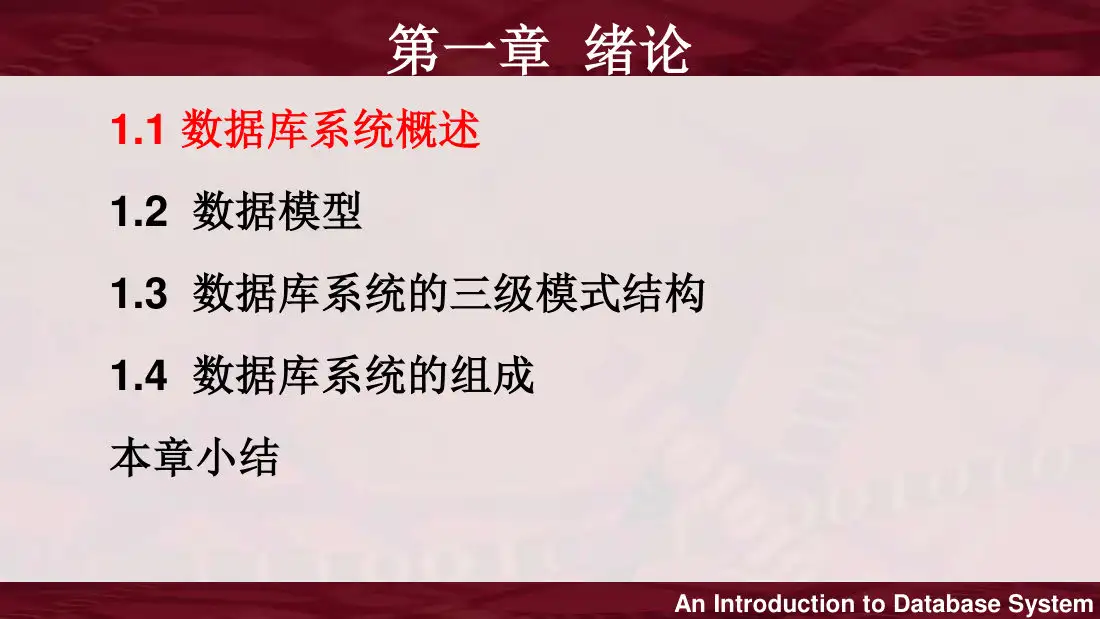 第一章 绪论
1.1 数据库系统概述
1.2 数据模型
1.3 数据库系统的三级模式结构
1.4 数据库系统的组成
本章小结
An Introduction to Database System